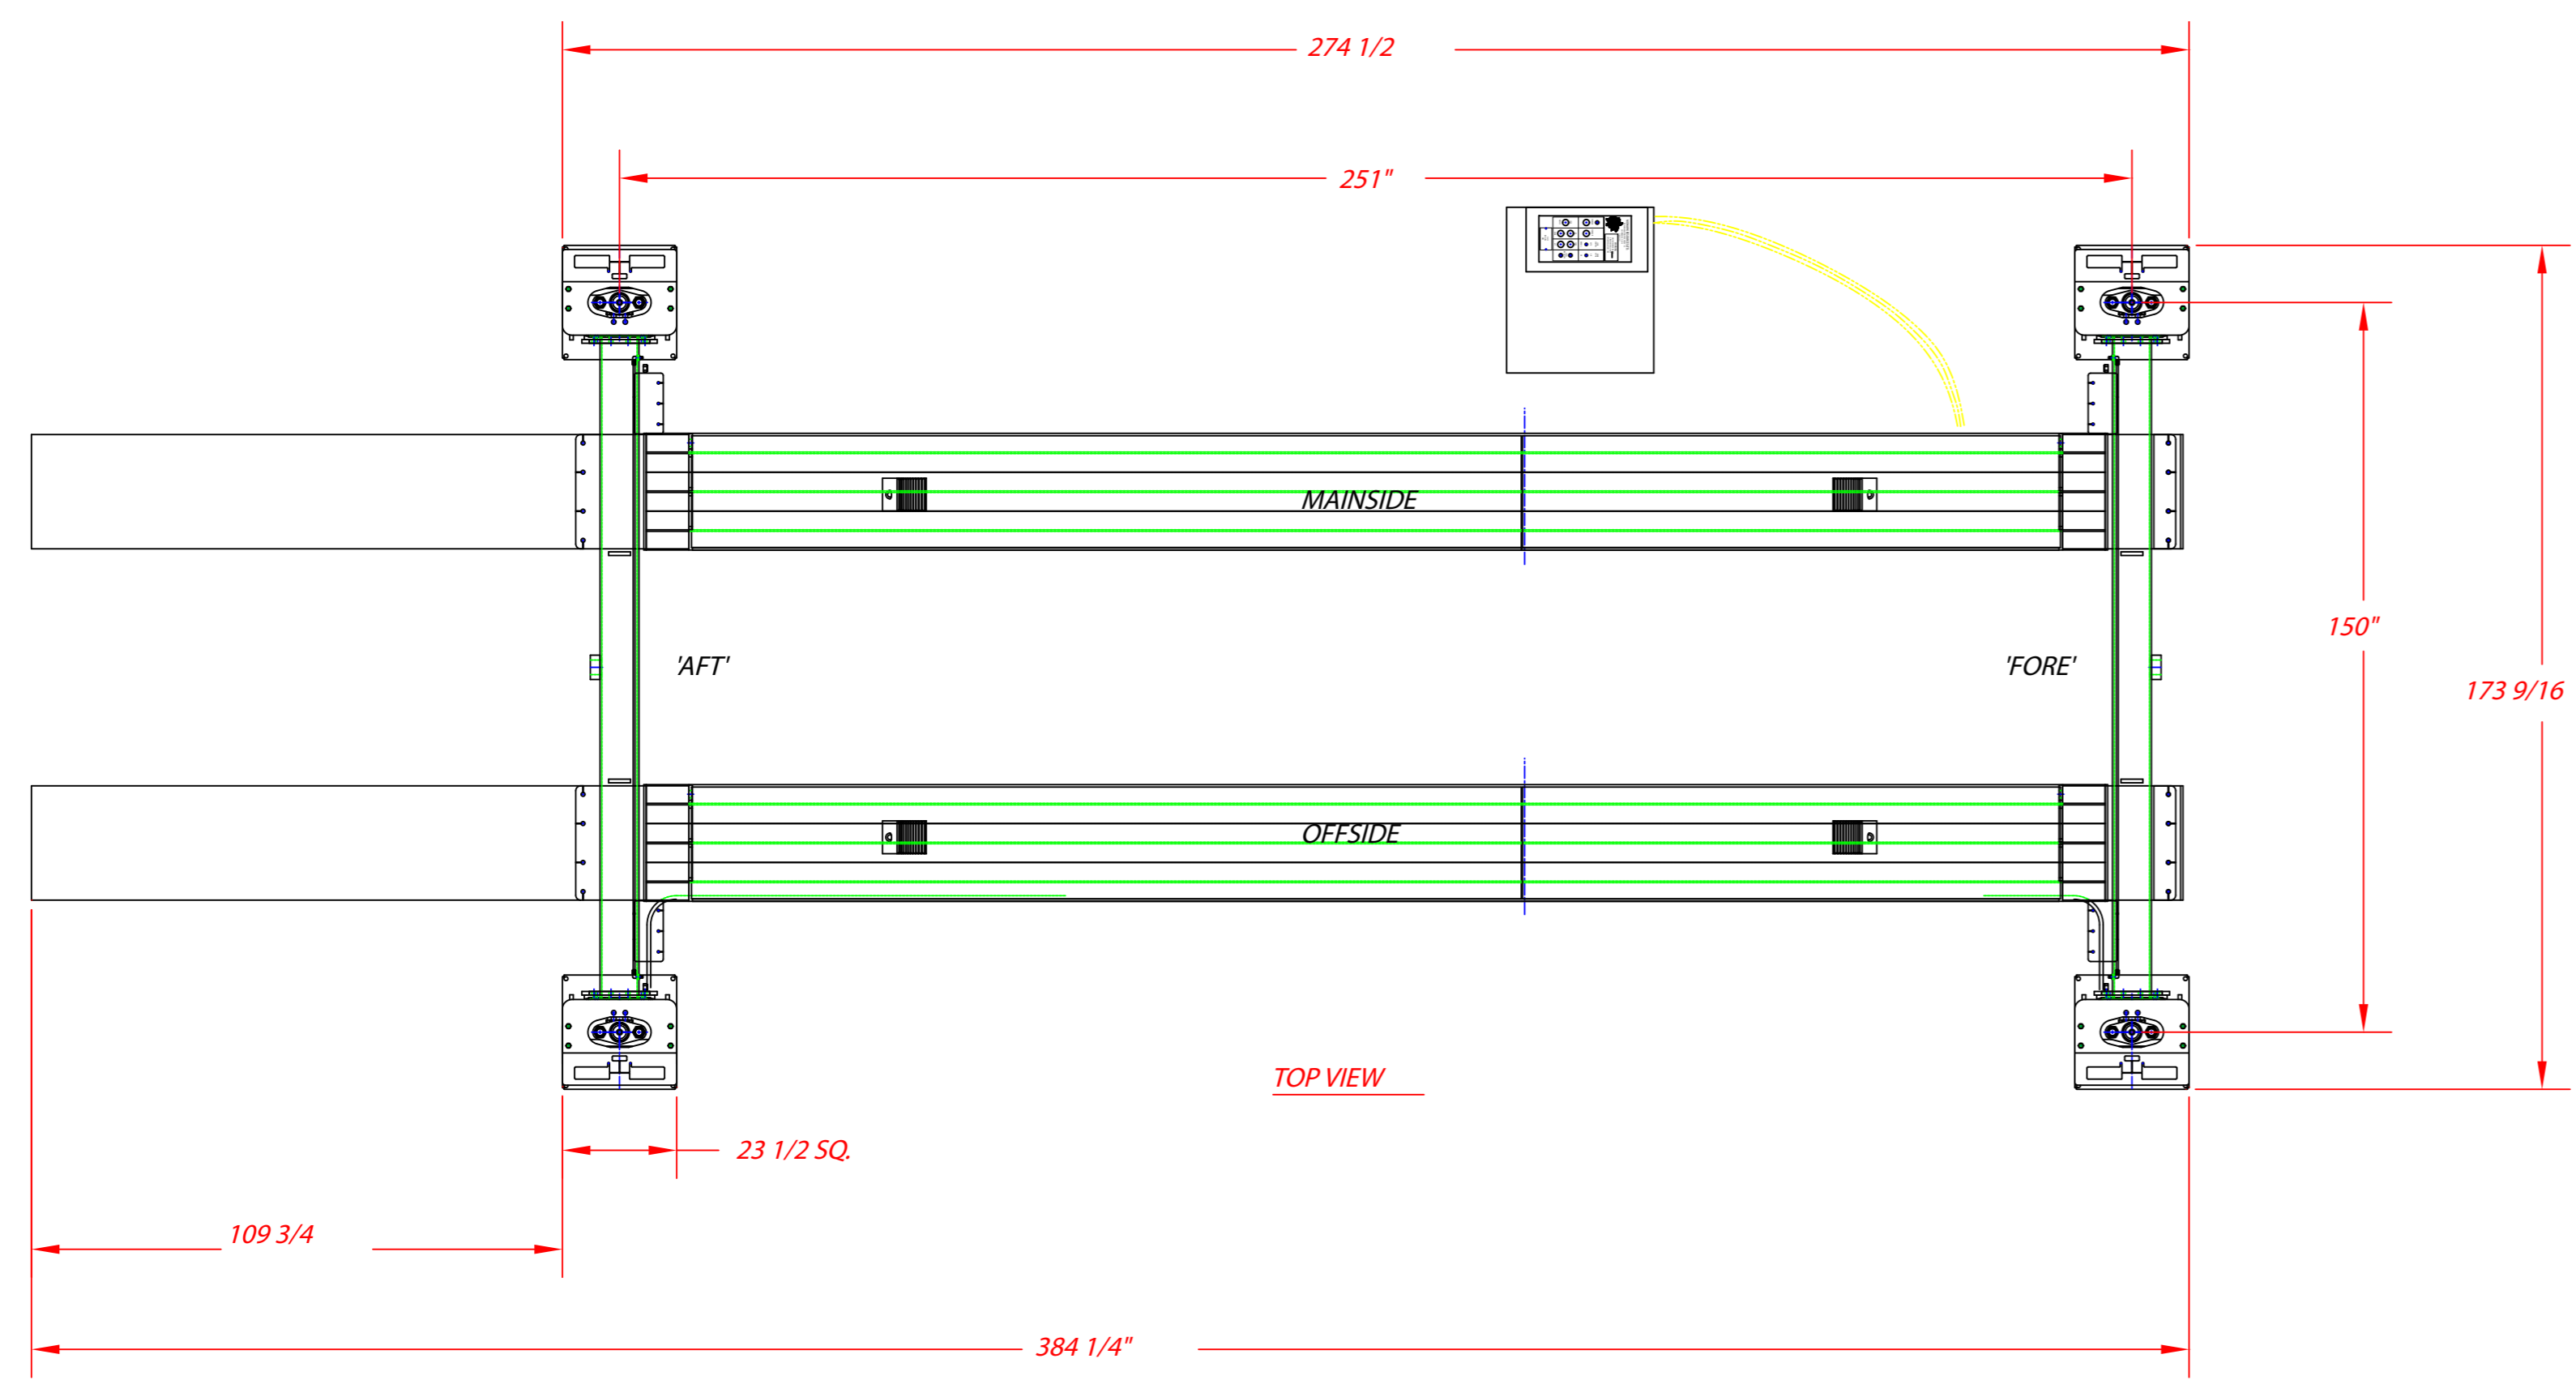 274 1/2
251"
MAINSIDE
150"
'AFT'
'FORE'
173 9/16
OFFSIDE
TOP VIEW
23 1/2 SQ.
109 3/4
384 1/4"